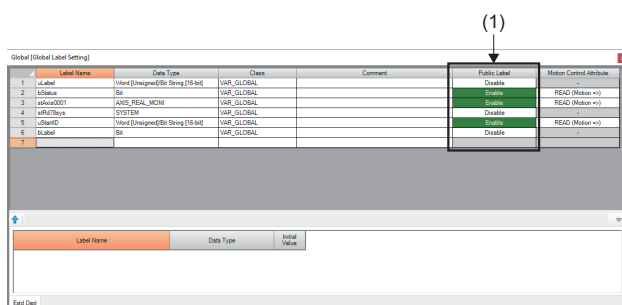 (1)
Global [Global Label Setting]
Label Name Data Type Class Comment Public Label Motion Control Attribute
1 uLabel Word [Unsigned]/Bit String [16-bit] VAR_GLOBAL Disable -
2 bStatus Bit VAR_GLOBAL Enable READ (Motion =>)
3 stAxis0001 AXIS_REAL_MONI VAR_GLOBAL Enable READ (Motion =>)
4 stRd78sys SYSTEM VAR_GLOBAL Disable -
5 uStartID Word [Unsigned]/Bit String [16-bit] VAR_GLOBAL Enable READ (Motion =>)
6 bLabel Bit VAR_GLOBAL Disable -
7
Label Name Data Type Initial Value
Extd Dspl